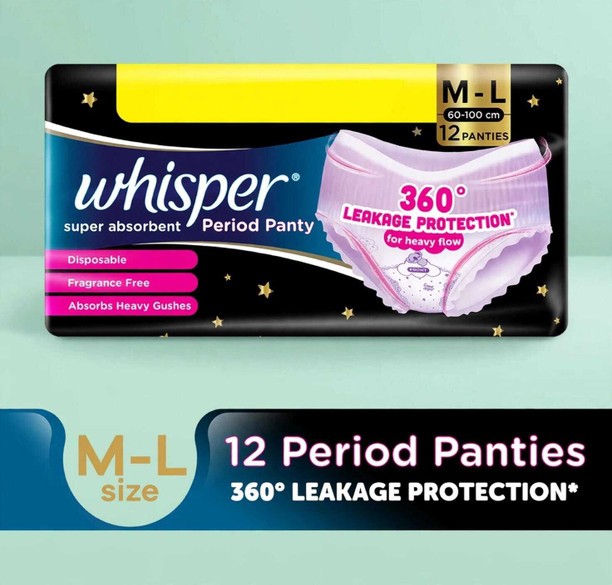 M-L
60-100 cm
12 PANTIES
whisper®
super absorbent Period Panty
360°
LEAKAGE PROTECTION*
for heavy flow
FRONT
Disposable
Fragrance Free
Absorbs Heavy Gushes
M-L
size
12 Period Panties
360° LEAKAGE PROTECTION*